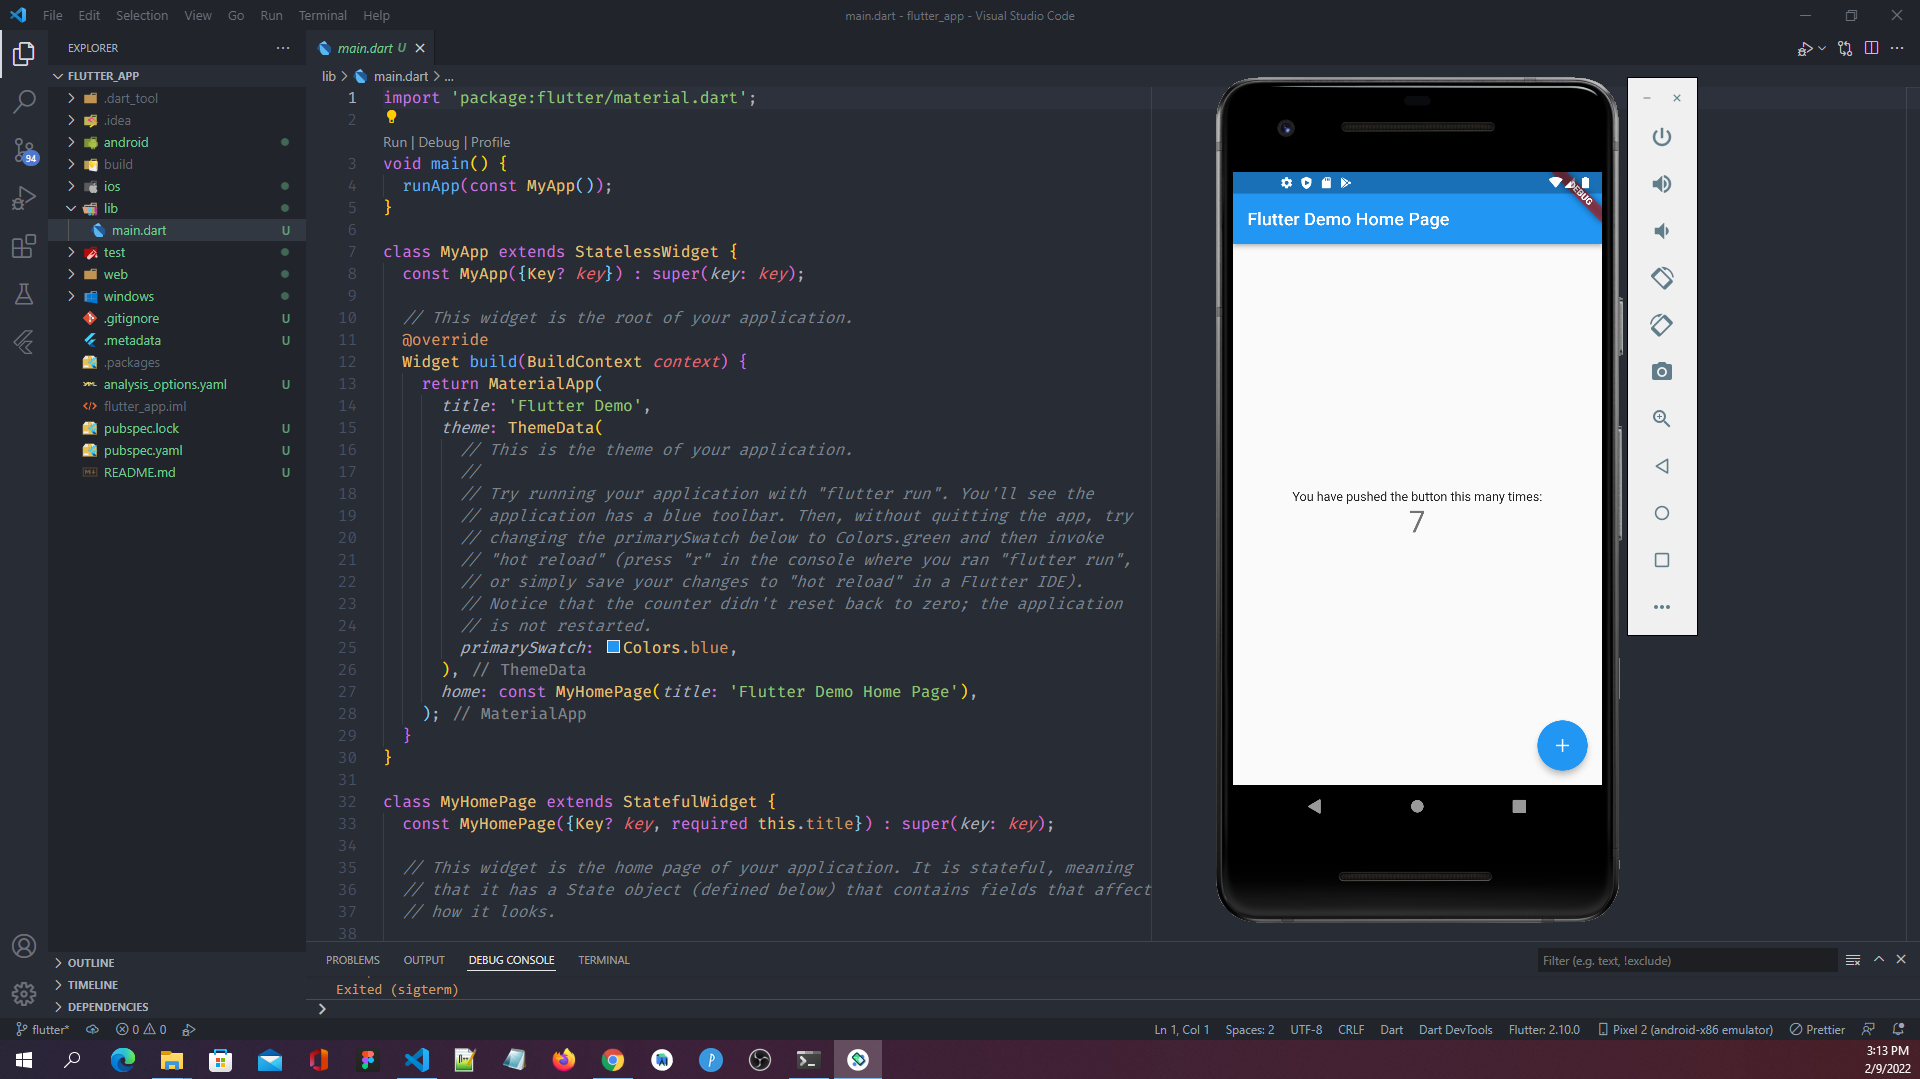 File Edit Selection View Go Run Terminal Help
main.dart - flutter_app - Visual Studio Code
EXPLORER
FLUTTER_APP
.dart_tool
.idea
android
build
ios
lib
main.dart U
test
web
windows
.gitignore U
.metadata U
.packages
analysis_options.yaml U
flutter_app.iml
pubspec.lock U
pubspec.yaml U
README.md U
OUTLINE
TIMELINE
DEPENDENCIES
94
main.dart U
lib > main.dart > ...
1 import 'package:flutter/material.dart';
2
Run | Debug | Profile
3 void main() {
4 runApp(const MyApp());
5 }
6
7 class MyApp extends StatelessWidget {
8 const MyApp({Key? key}) : super(key: key);
9
10 // This widget is the root of your application.
11 @override
12 Widget build(BuildContext context) {
13 return MaterialApp(
14 title: 'Flutter Demo',
15 theme: ThemeData(
16 // This is the theme of your application.
17 //
18 // Try running your application with "flutter run". You'll see the
19 // application has a blue toolbar. Then, without quitting the app, try
20 // changing the primarySwatch below to Colors.green and then invoke
21 // "hot reload" (press "r" in the console where you ran "flutter run",
22 // or simply save your changes to "hot reload" in a Flutter IDE).
23 // Notice that the counter didn't reset back to zero; the application
24 // is not restarted.
25 primarySwatch: Colors.blue,
26 ), // ThemeData
27 home: const MyHomePage(title: 'Flutter Demo Home Page'),
28 ); // MaterialApp
29 }
30 }
31
32 class MyHomePage extends StatefulWidget {
33 const MyHomePage({Key? key, required this.title}) : super(key: key);
34
35 // This widget is the home page of your application. It is stateful, meaning
36 // that it has a State object (defined below) that contains fields that affect
37 // how it looks.
38
DEBUG
Flutter Demo Home Page
You have pushed the button this many times:
7
PROBLEMS OUTPUT DEBUG CONSOLE TERMINAL
Filter (e.g. text, !exclude)
Exited (sigterm)
flutter* 0 0
Ln 1, Col 1 Spaces: 2 UTF-8 CRLF Dart Dart DevTools Flutter: 2.10.0 Pixel 2 (android-x86 emulator) Prettier
3:13 PM
2/9/2022